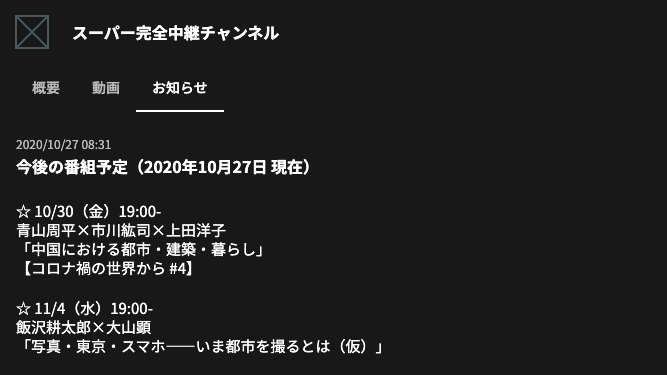 スーパー完全中継チャンネル
概要 動画 お知らせ
2020/10/27 08:31
今後の番組予定（2020年10月27日 現在）
☆ 10/30（金）19:00-
青山周平×市川紘司×上田洋子
「中国における都市・建築・暮らし」
【コロナ禍の世界から #4】
☆ 11/4（水）19:00-
飯沢耕太郎×大山顕
「写真・東京・スマホ——いま都市を撮るとは（仮）」